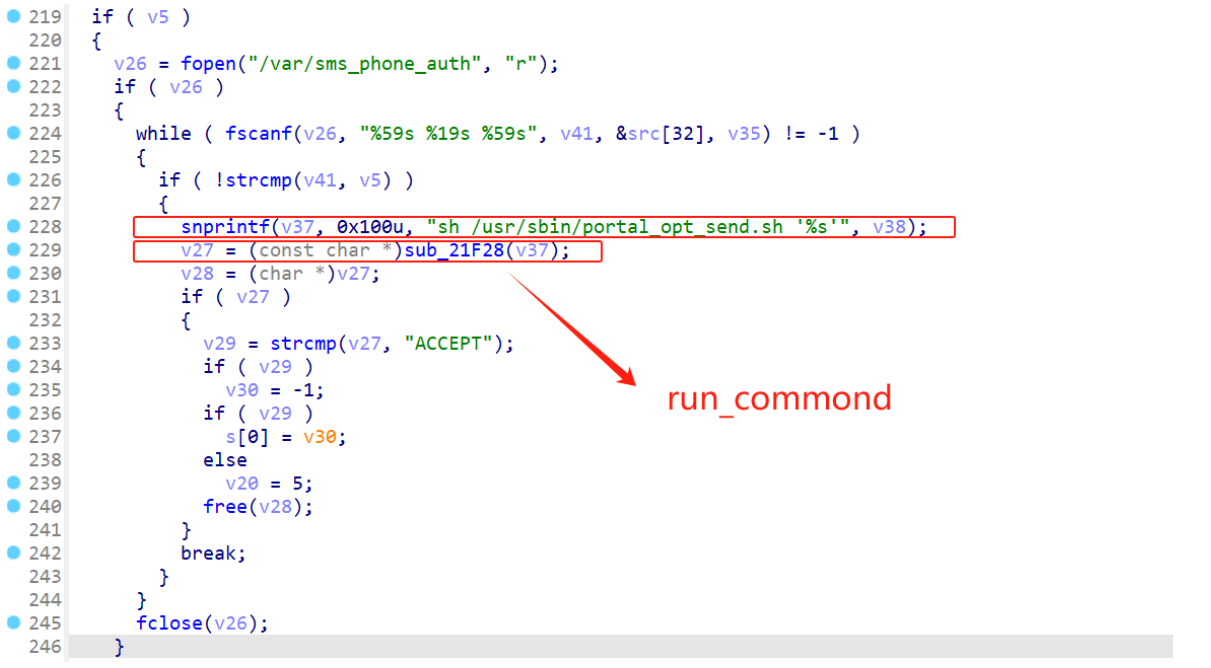 219 if ( v5 )
220 {
221 v26 = fopen("/var/sms_phone_auth", "r");
222 if ( v26 )
223 {
224 while ( fscanf(v26, "%59s %19s %59s", v41, &src[32], v35) != -1 )
225 {
226 if ( !strcmp(v41, v5) )
227 {
228 snprintf(v37, 0x100u, "sh /usr/sbin/portal_opt_send.sh '%s'", v38);
229 v27 = (const char *)sub_21F28(v37);
230 v28 = (char *)v27;
231 if ( v27 )
232 {
233 v29 = strcmp(v27, "ACCEPT");
234 if ( v29 )
235 v30 = -1;
236 if ( v29 )
237 s[0] = v30;
238 else
239 v20 = 5;
240 free(v28);
241 }
242 break;
243 }
244 }
245 fclose(v26);
246 }
run_commond